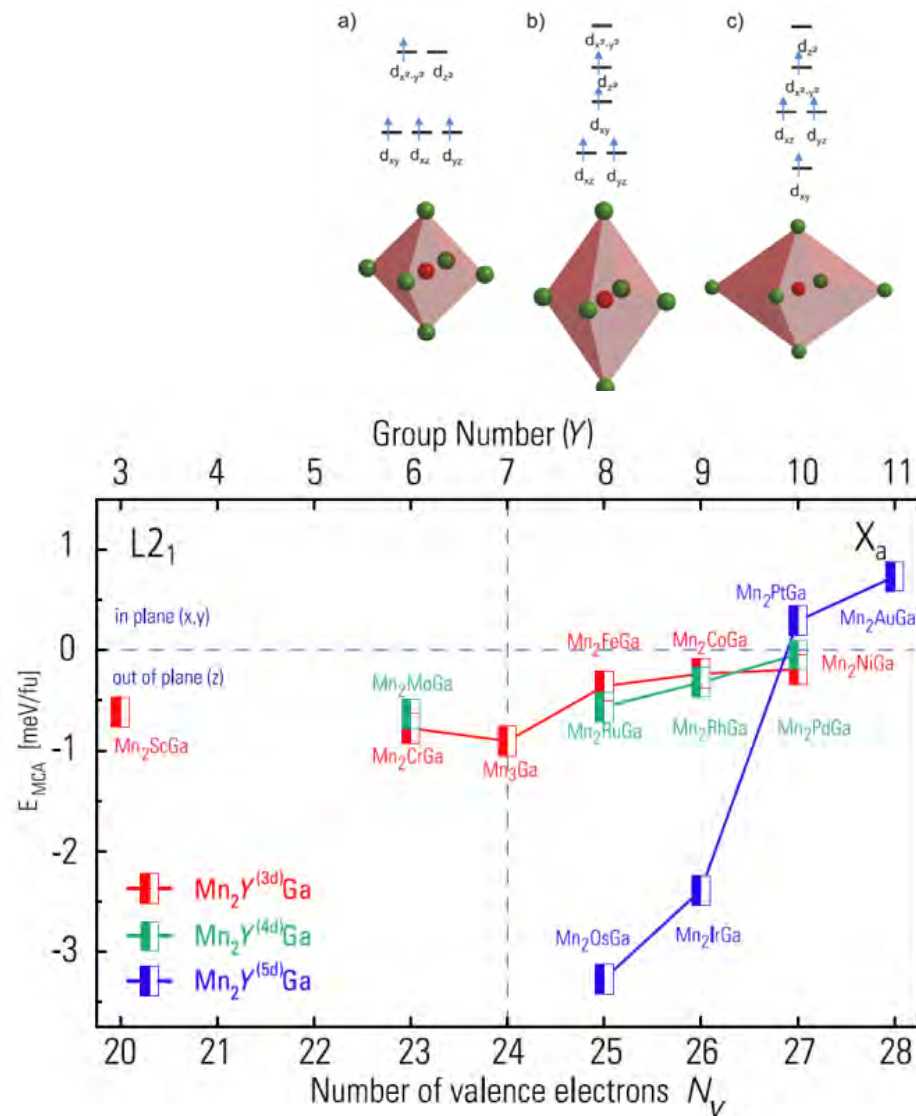 a)
b)
c)
dx²-y² dz²
dxy dxz dyz
dx²-y²
dz²
dxy
dxz dyz
dz²
dx²-y²
dxz dyz
dxy
Group Number (Y)
3 4 5 6 7 8 9 10 11
L2₁
Xa
in plane (x,y)
out of plane (z)
Mn₂PtGa
Mn₂AuGa
Mn₂FeGa
Mn₂CoGa
Mn₂NiGa
Mn₂MoGa
Mn₂RuGa
Mn₂RhGa
Mn₂PdGa
Mn₂ScGa
Mn₂CrGa
Mn₃Ga
Mn₂OsGa
Mn₂IrGa
Mn₂Y(3d)Ga
Mn₂Y(4d)Ga
Mn₂Y(5d)Ga
E_MCA [meV/fu]
1
0
-1
-2
-3
20 21 22 23 24 25 26 27 28
Number of valence electrons N_V